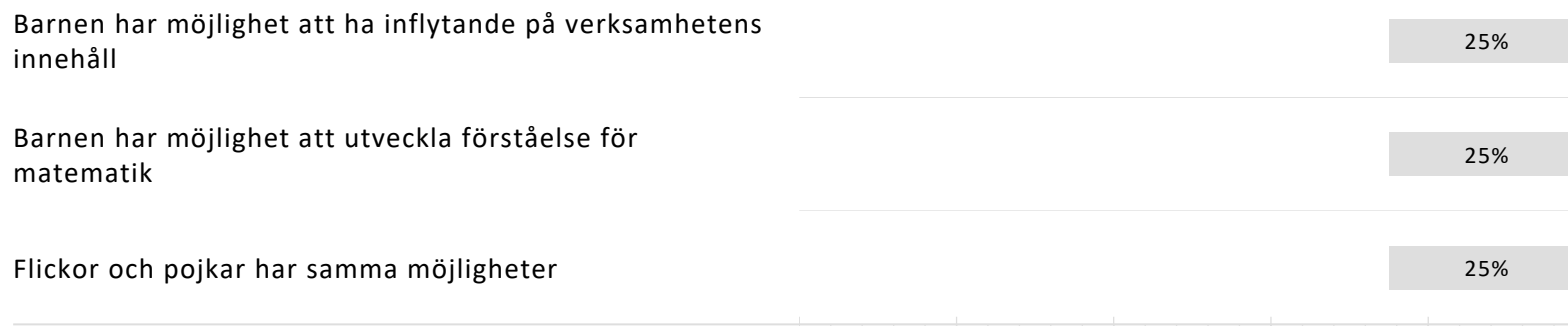 Barnen har möjlighet att ha inflytande på verksamhetens
innehåll
25%
Barnen har möjlighet att utveckla förståelse för
matematik
25%
Flickor och pojkar har samma möjligheter
25%